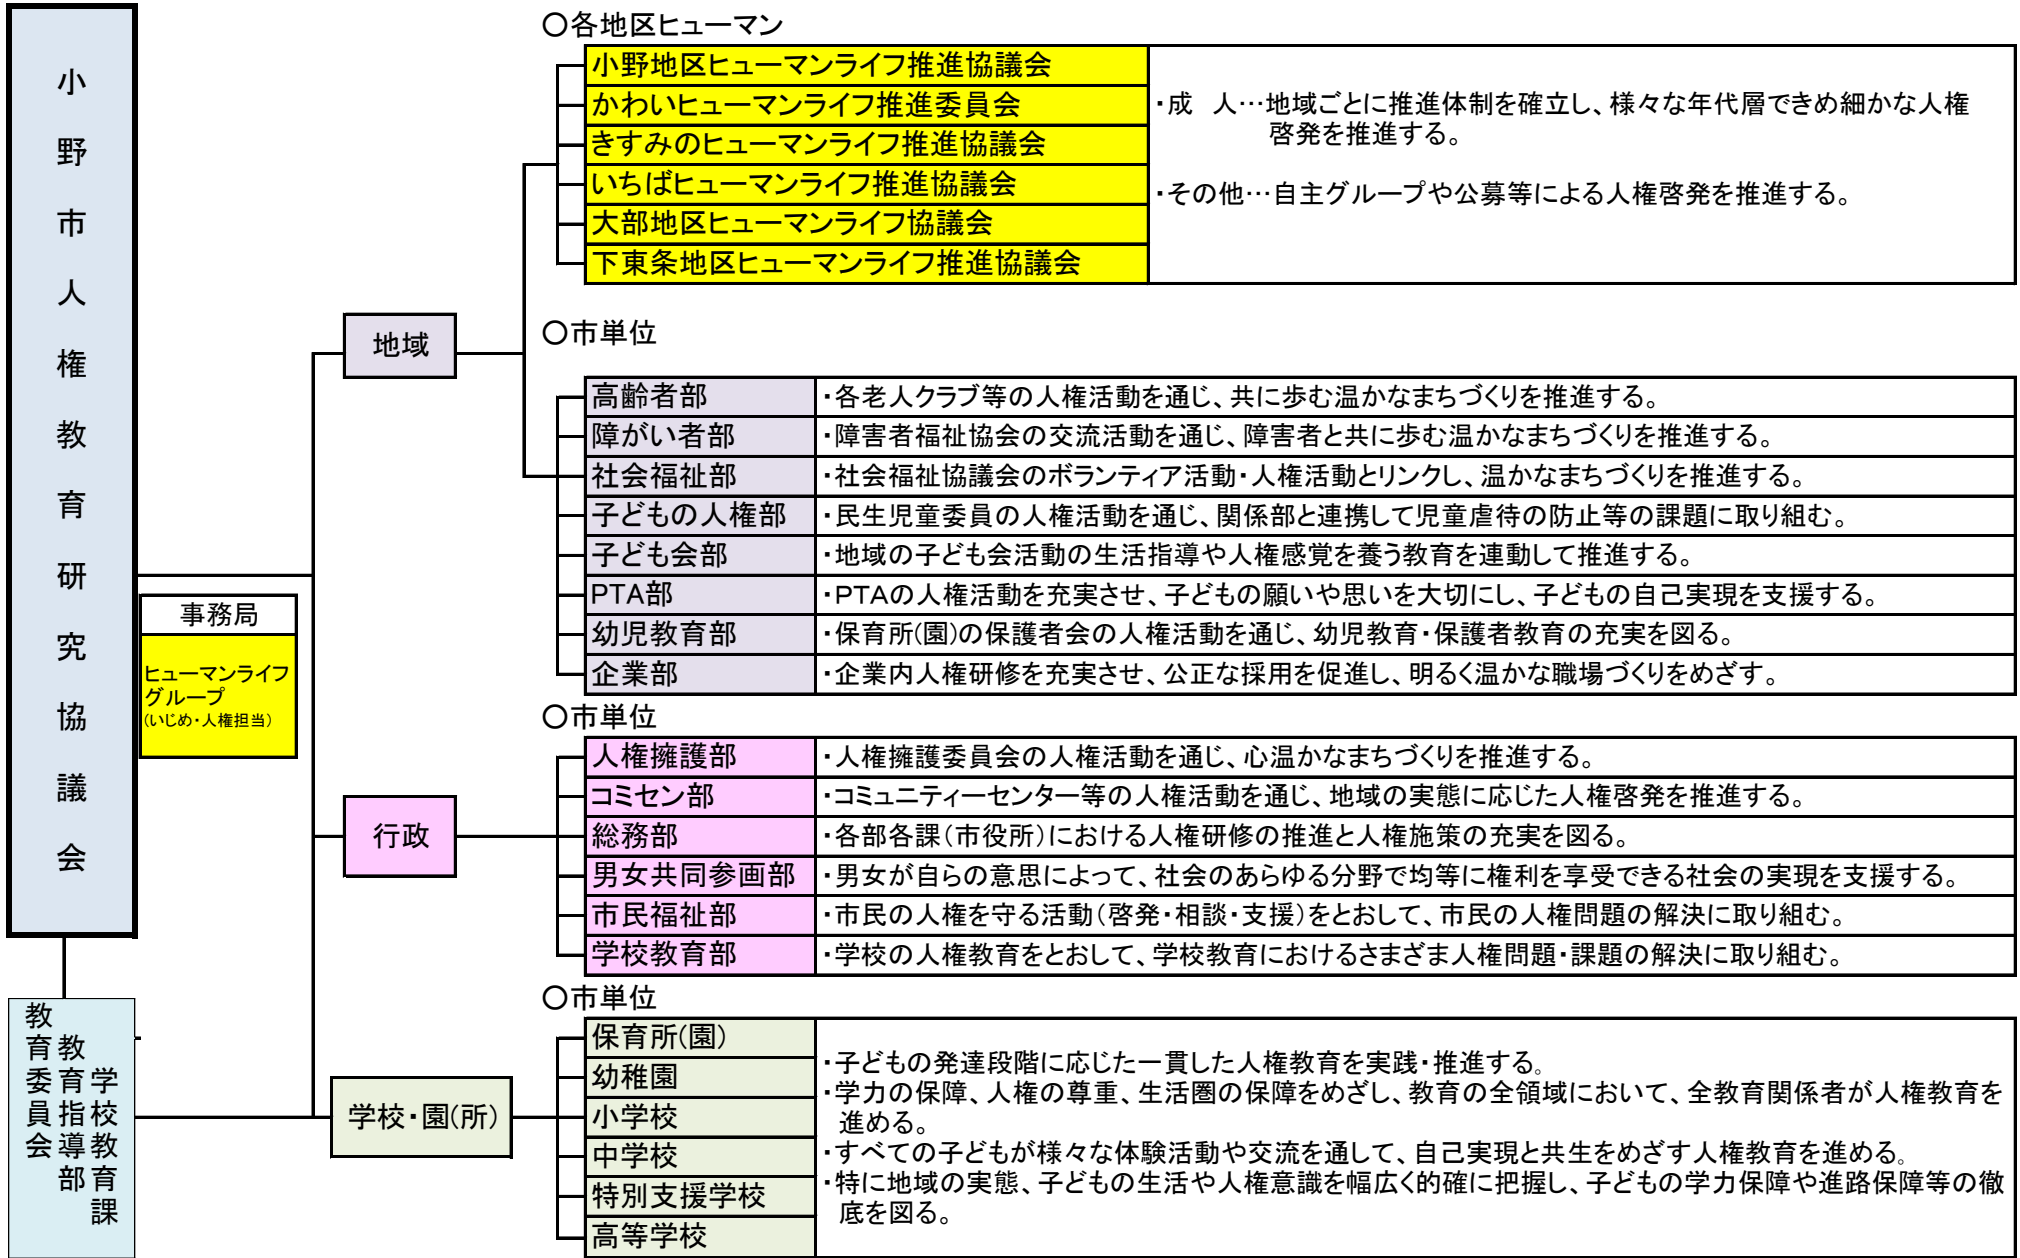 小野市人権教育研究協議会
事務局
ヒューマンライフ
グループ
(いじめ・人権担当)
教育委員会
教育指導部
学校教育課
地域
〇各地区ヒューマン
小野地区ヒューマンライフ推進協議会
かわいヒューマンライフ推進委員会
きすみのヒューマンライフ推進協議会
いちばヒューマンライフ推進協議会
大部地区ヒューマンライフ協議会
下東条地区ヒューマンライフ推進協議会
・成　人…地域ごとに推進体制を確立し、様々な年代層できめ細かな人権
啓発を推進する。
・その他…自主グループや公募等による人権啓発を推進する。
〇市単位
高齢者部 ・各老人クラブ等の人権活動を通じ、共に歩む温かなまちづくりを推進する。
障がい者部 ・障害者福祉協会の交流活動を通じ、障害者と共に歩む温かなまちづくりを推進する。
社会福祉部 ・社会福祉協議会のボランティア活動・人権活動とリンクし、温かなまちづくりを推進する。
子どもの人権部 ・民生児童委員の人権活動を通じ、関係部と連携して児童虐待の防止等の課題に取り組む。
子ども会部 ・地域の子ども会活動の生活指導や人権感覚を養う教育を連動して推進する。
PTA部 ・PTAの人権活動を充実させ、子どもの願いや思いを大切にし、子どもの自己実現を支援する。
幼児教育部 ・保育所(園)の保護者会の人権活動を通じ、幼児教育・保護者教育の充実を図る。
企業部 ・企業内人権研修を充実させ、公正な採用を促進し、明るく温かな職場づくりをめざす。
行政
〇市単位
人権擁護部 ・人権擁護委員会の人権活動を通じ、心温かなまちづくりを推進する。
コミセン部 ・コミュニティーセンター等の人権活動を通じ、地域の実態に応じた人権啓発を推進する。
総務部 ・各部各課(市役所)における人権研修の推進と人権施策の充実を図る。
男女共同参画部 ・男女が自らの意思によって、社会のあらゆる分野で均等に権利を享受できる社会の実現を支援する。
市民福祉部 ・市民の人権を守る活動(啓発・相談・支援)をとおして、市民の人権問題の解決に取り組む。
学校教育部 ・学校の人権教育をとおして、学校教育におけるさまざま人権問題・課題の解決に取り組む。
学校・園(所)
〇市単位
保育所(園)
幼稚園
小学校
中学校
特別支援学校
高等学校
・子どもの発達段階に応じた一貫した人権教育を実践・推進する。
・学力の保障、人権の尊重、生活圏の保障をめざし、教育の全領域において、全教育関係者が人権教育を
進める。
・すべての子どもが様々な体験活動や交流を通して、自己実現と共生をめざす人権教育を進める。
・特に地域の実態、子どもの生活や人権意識を幅広く的確に把握し、子どもの学力保障や進路保障等の徹
底を図る。